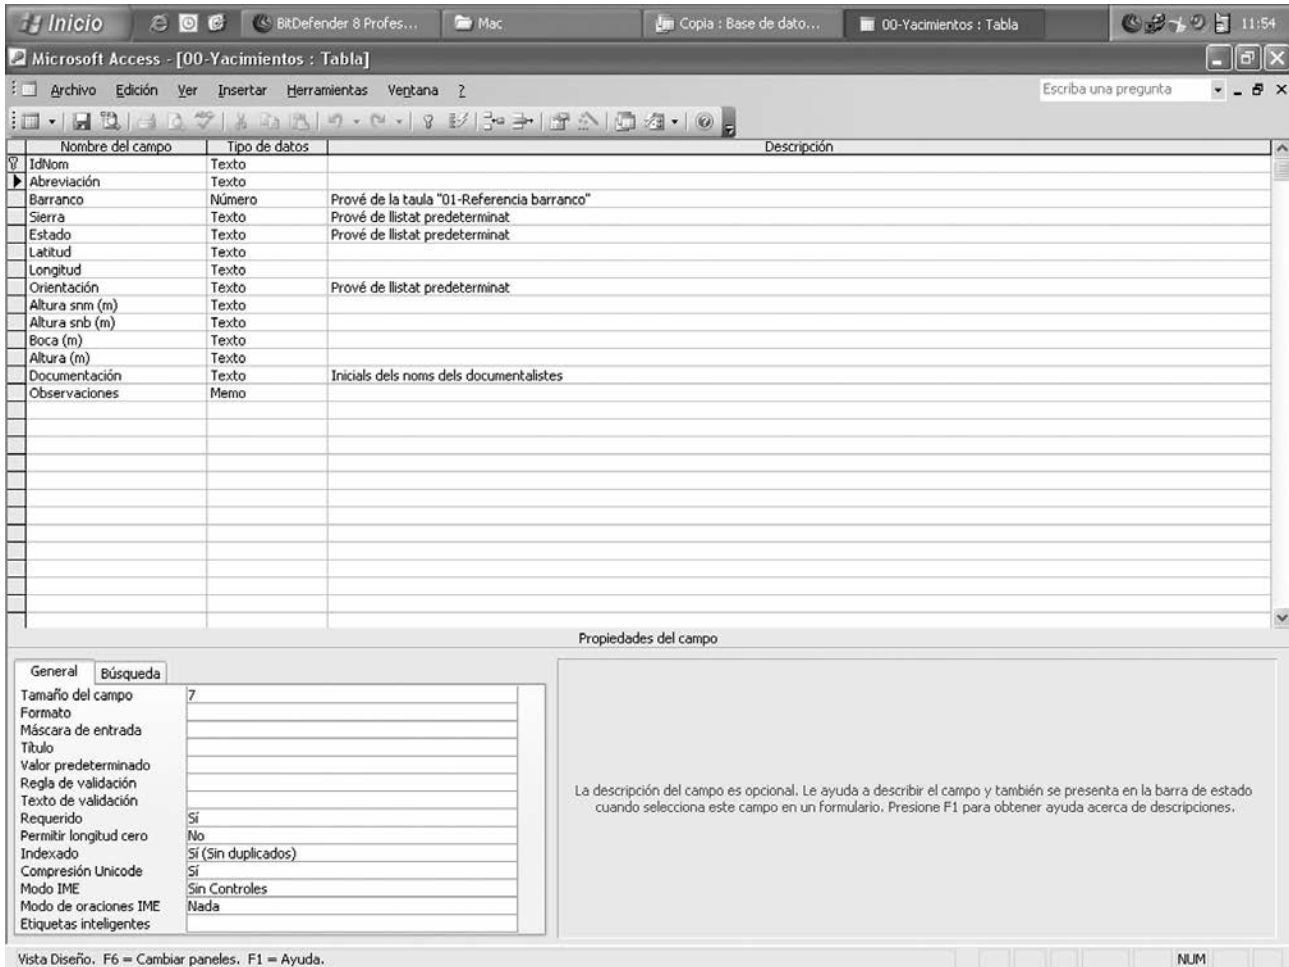 Inicio BitDefender 8 Profes... Mac Copia : Base de dato... 00-Yacimientos : Tabla 11:54
Microsoft Access - [00-Yacimientos : Tabla]
Archivo Edición Ver Insertar Herramientas Ventana ? Escriba una pregunta
Nombre del campo Tipo de datos Descripción
IdNom Texto
Abreviación Texto
Barranco Número Prové de la taula "01-Referencia barranco"
Sierra Texto Prové de llistat predeterminat
Estado Texto Prové de llistat predeterminat
Latitud Texto
Longitud Texto
Orientación Texto Prové de llistat predeterminat
Altura snm (m) Texto
Altura snb (m) Texto
Boca (m) Texto
Altura (m) Texto
Documentación Texto Inicials dels noms dels documentalistes
Observaciones Memo
Propiedades del campo
General Búsqueda
Tamaño del campo 7
Formato
Máscara de entrada
Título
Valor predeterminado
Regla de validación
Texto de validación
Requerido Sí
Permitir longitud cero No
Indexado Sí (Sin duplicados)
Compresión Unicode Sí
Modo IME Sin Controles
Modo de oraciones IME Nada
Etiquetas inteligentes
La descripción del campo es opcional. Le ayuda a describir el campo y también se presenta en la barra de estado
cuando selecciona este campo en un formulario. Presione F1 para obtener ayuda acerca de descripciones.
Vista Diseño. F6 = Cambiar paneles. F1 = Ayuda. NUM